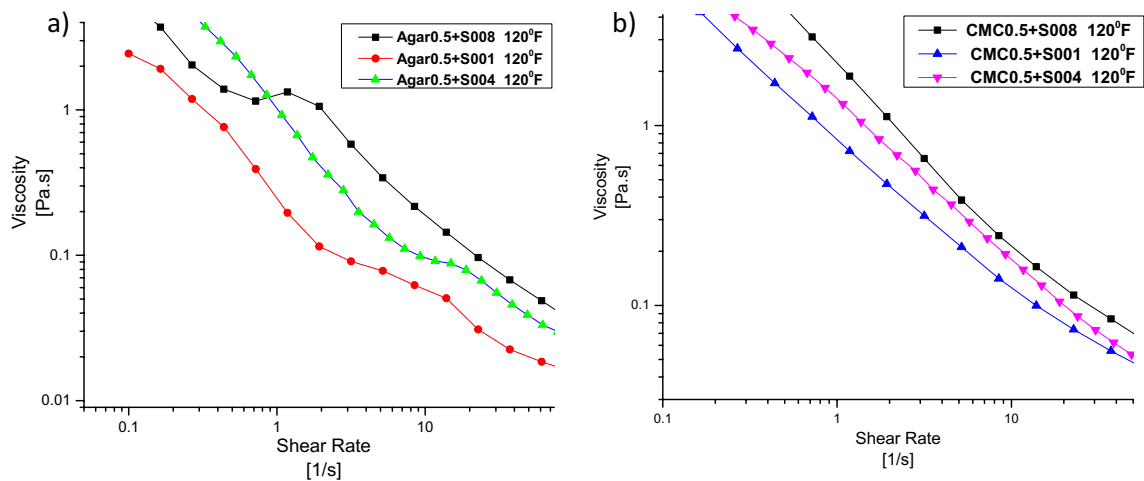 a)
Agar0.5+S008 120⁰F
Agar0.5+S001 120⁰F
Agar0.5+S004 120⁰F
1
0.1
0.01
Viscosity
[Pa.s]
0.1
1
10
Shear Rate
[1/s]
b)
CMC0.5+S008 120⁰F
CMC0.5+S001 120⁰F
CMC0.5+S004 120⁰F
1
0.1
Viscosity
[Pa.s]
0.1
1
10
Shear Rate
[1/s]